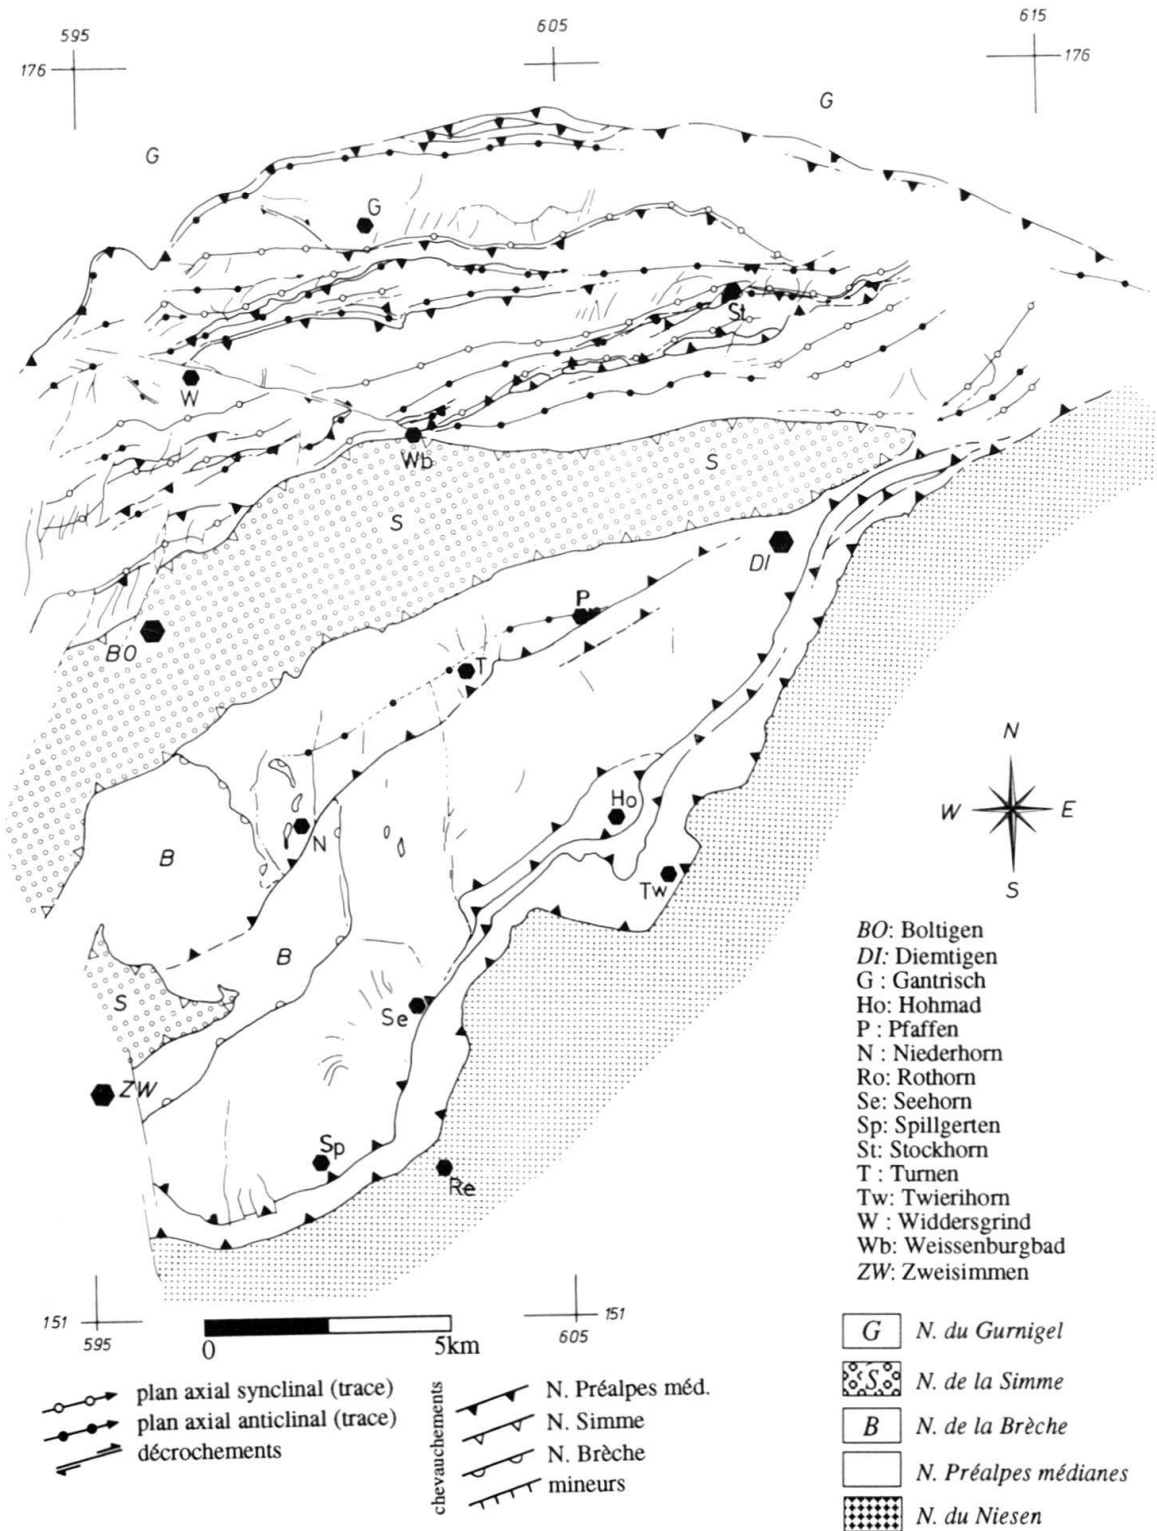 595
605
615
176
176
G
G
G
St
W
Wb
S
S
DI
P
BO
T
N
Ho
N
W
E
B
Tw
S
BO: Boltigen
DI: Diemtigen
G : Gantrisch
Ho: Hohmad
P : Pfaffen
N : Niederhorn
Ro: Rothorn
Se: Seehorn
Sp: Spillgerten
St: Stockhorn
T : Turnen
Tw: Twierihorn
W : Widdersgrind
Wb: Weissenburgbad
ZW: Zweisimmen
B
S
Se
ZW
Sp
Re
151
595
151
605
0
5km
plan axial synclinal (trace)
plan axial anticlinal (trace)
décrochements
chevauchements
N. Préalpes méd.
N. Simme
N. Brèche
mineurs
G N. du Gurnigel
S N. de la Simme
B N. de la Brèche
N. Préalpes médianes
N. du Niesen